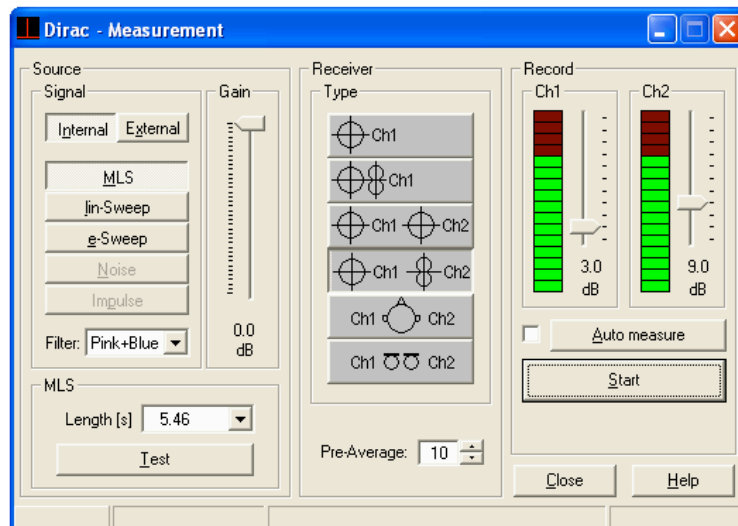 Dirac - Measurement
Source
Signal
Internal External
MLS
lin-Sweep
e-Sweep
Noise
Impulse
Filter: Pink+Blue
Gain
0.0
dB
MLS
Length [s] 5.46
Test
Receiver
Type
Ch1
Ch1
Ch1 Ch2
Ch1 Ch2
Ch1 Ch2
Ch1 Ch2
Pre-Average: 10
Record
Ch1
3.0
dB
Ch2
9.0
dB
Auto measure
Start
Close Help